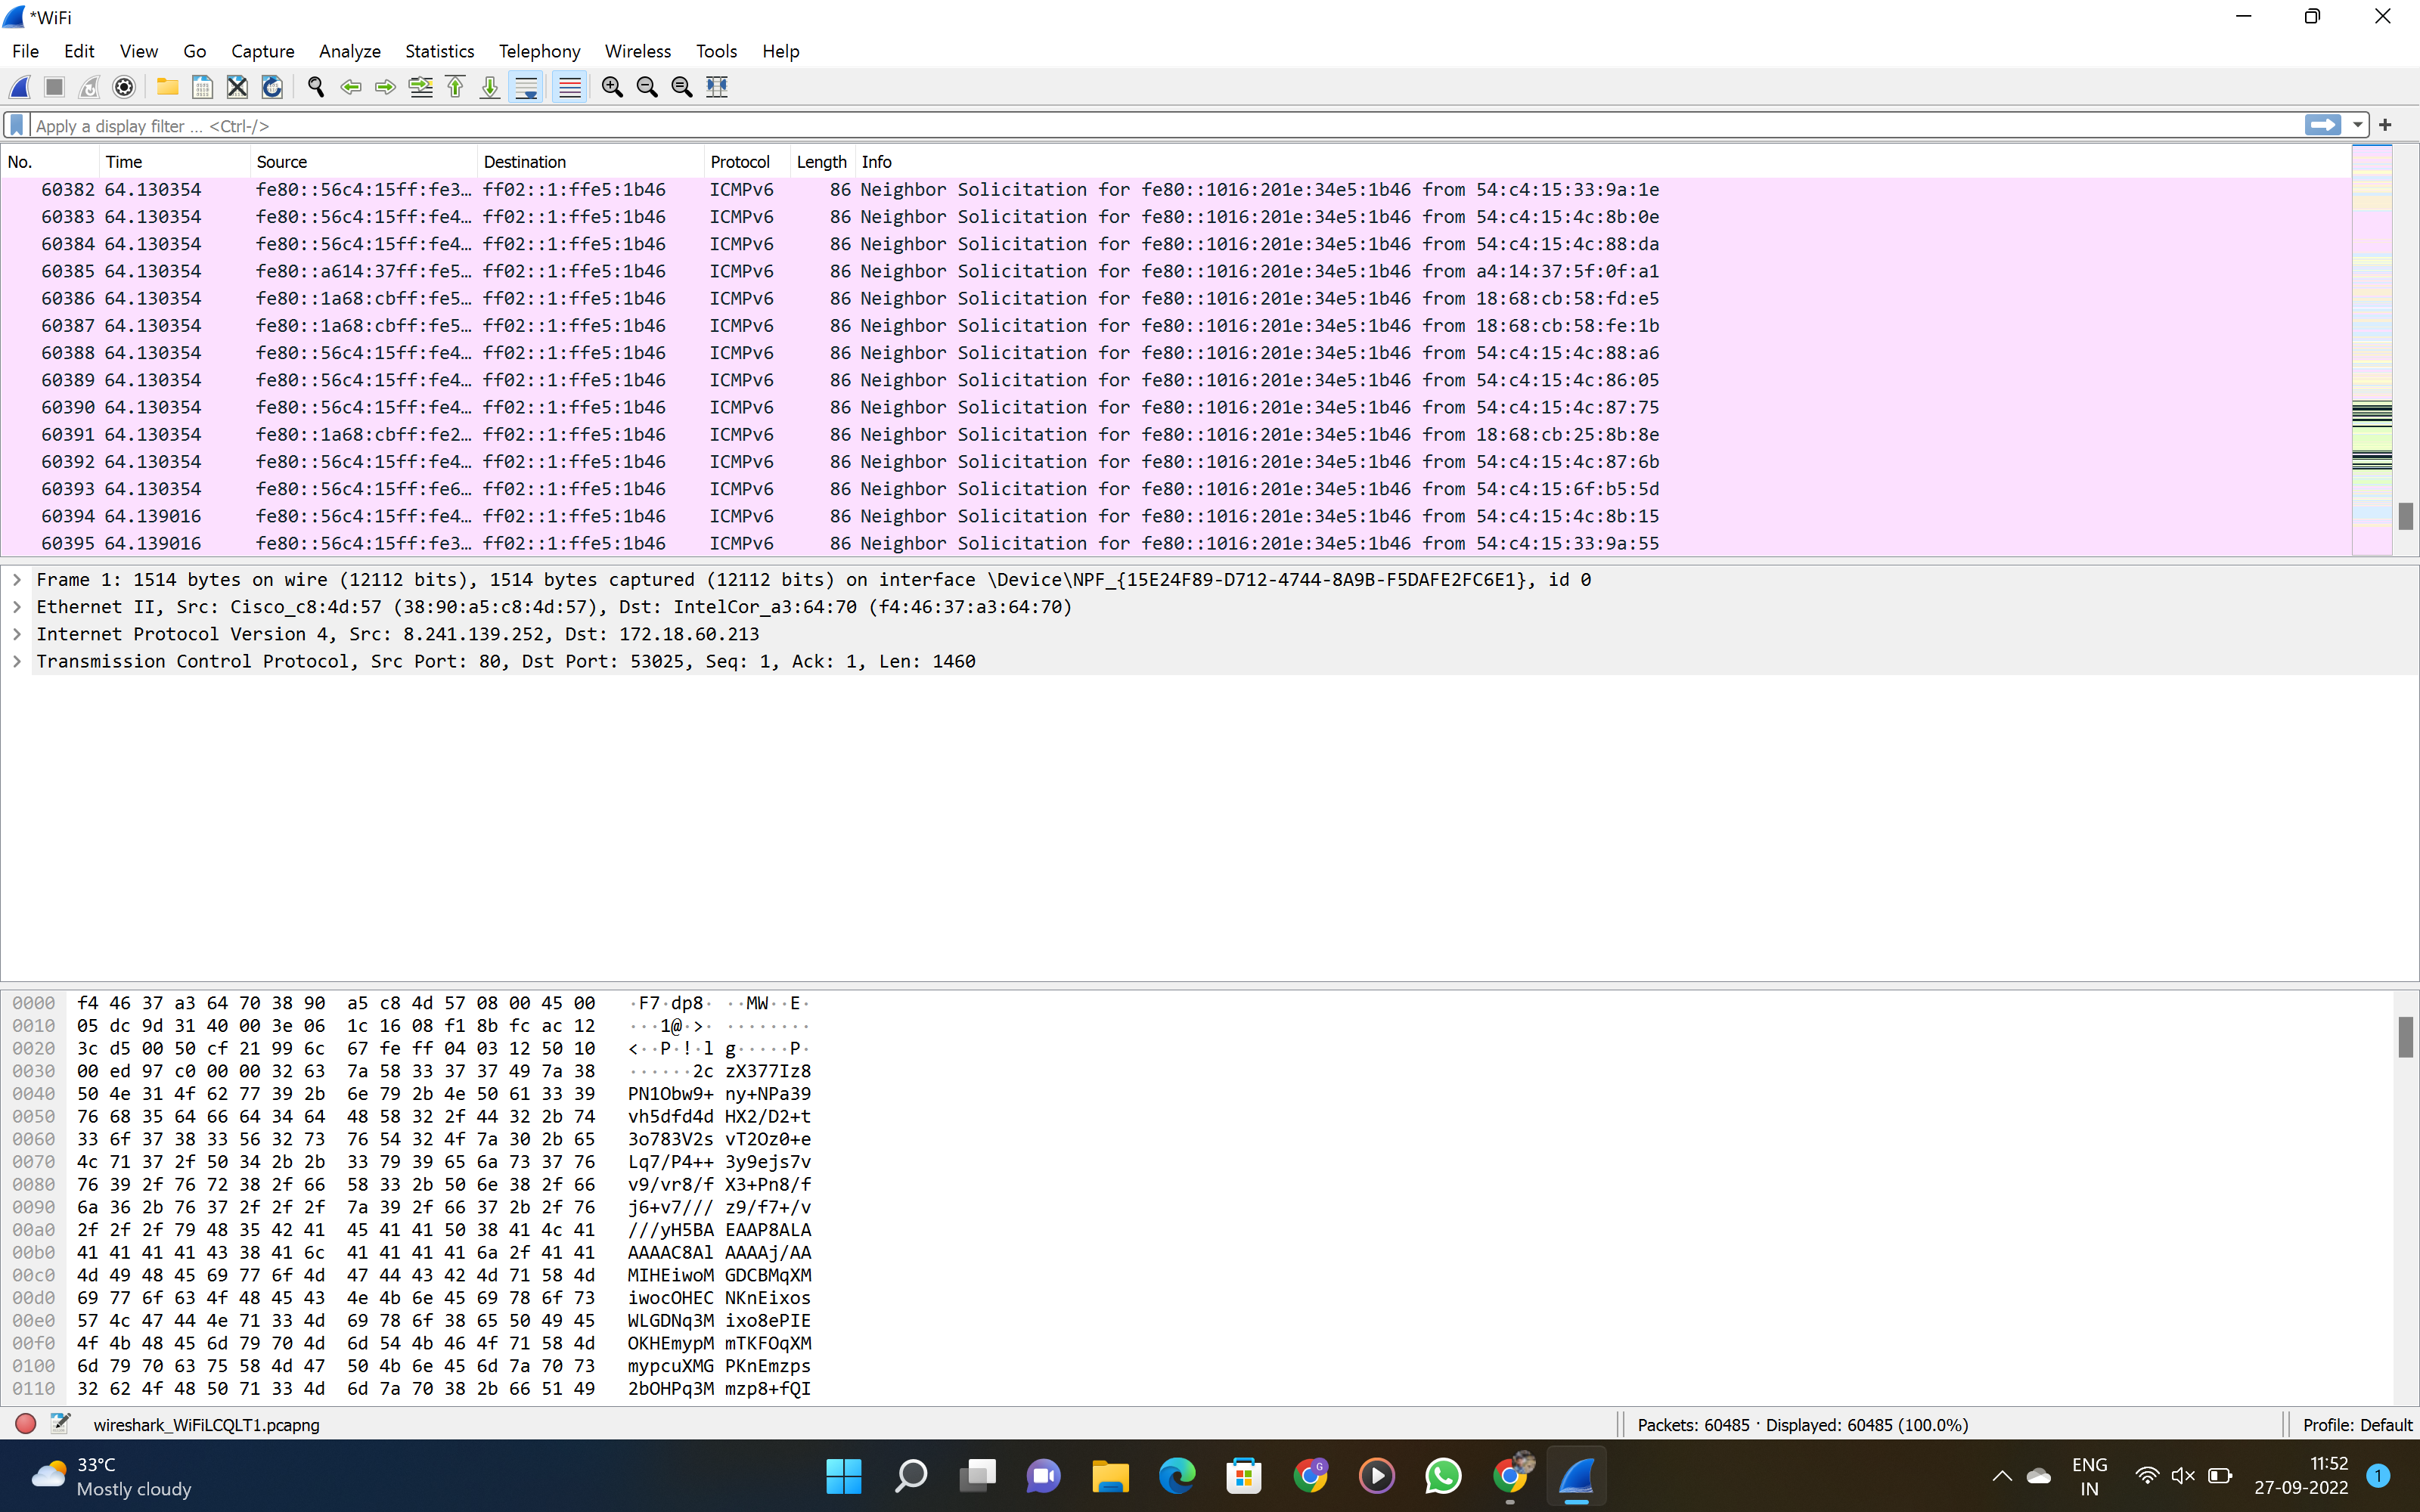 *WiFi
File Edit View Go Capture Analyze Statistics Telephony Wireless Tools Help
Apply a display filter ... <Ctrl-/>
No. Time Source Destination Protocol Length Info
60382 64.130354 fe80::56c4:15ff:fe3... ff02::1:ffe5:1b46 ICMPv6 86 Neighbor Solicitation for fe80::1016:201e:34e5:1b46 from 54:c4:15:33:9a:1e
60383 64.130354 fe80::56c4:15ff:fe4... ff02::1:ffe5:1b46 ICMPv6 86 Neighbor Solicitation for fe80::1016:201e:34e5:1b46 from 54:c4:15:4c:8b:0e
60384 64.130354 fe80::56c4:15ff:fe4... ff02::1:ffe5:1b46 ICMPv6 86 Neighbor Solicitation for fe80::1016:201e:34e5:1b46 from 54:c4:15:4c:88:da
60385 64.130354 fe80::a614:37ff:fe5... ff02::1:ffe5:1b46 ICMPv6 86 Neighbor Solicitation for fe80::1016:201e:34e5:1b46 from a4:14:37:5f:0f:a1
60386 64.130354 fe80::1a68:cbff:fe5... ff02::1:ffe5:1b46 ICMPv6 86 Neighbor Solicitation for fe80::1016:201e:34e5:1b46 from 18:68:cb:58:fd:e5
60387 64.130354 fe80::1a68:cbff:fe5... ff02::1:ffe5:1b46 ICMPv6 86 Neighbor Solicitation for fe80::1016:201e:34e5:1b46 from 18:68:cb:58:fe:1b
60388 64.130354 fe80::56c4:15ff:fe4... ff02::1:ffe5:1b46 ICMPv6 86 Neighbor Solicitation for fe80::1016:201e:34e5:1b46 from 54:c4:15:4c:88:a6
60389 64.130354 fe80::56c4:15ff:fe4... ff02::1:ffe5:1b46 ICMPv6 86 Neighbor Solicitation for fe80::1016:201e:34e5:1b46 from 54:c4:15:4c:86:05
60390 64.130354 fe80::56c4:15ff:fe4... ff02::1:ffe5:1b46 ICMPv6 86 Neighbor Solicitation for fe80::1016:201e:34e5:1b46 from 54:c4:15:4c:87:75
60391 64.130354 fe80::1a68:cbff:fe2... ff02::1:ffe5:1b46 ICMPv6 86 Neighbor Solicitation for fe80::1016:201e:34e5:1b46 from 18:68:cb:25:8b:8e
60392 64.130354 fe80::56c4:15ff:fe4... ff02::1:ffe5:1b46 ICMPv6 86 Neighbor Solicitation for fe80::1016:201e:34e5:1b46 from 54:c4:15:4c:87:6b
60393 64.130354 fe80::56c4:15ff:fe6... ff02::1:ffe5:1b46 ICMPv6 86 Neighbor Solicitation for fe80::1016:201e:34e5:1b46 from 54:c4:15:6f:b5:5d
60394 64.139016 fe80::56c4:15ff:fe4... ff02::1:ffe5:1b46 ICMPv6 86 Neighbor Solicitation for fe80::1016:201e:34e5:1b46 from 54:c4:15:4c:8b:15
60395 64.139016 fe80::56c4:15ff:fe3... ff02::1:ffe5:1b46 ICMPv6 86 Neighbor Solicitation for fe80::1016:201e:34e5:1b46 from 54:c4:15:33:9a:55
Frame 1: 1514 bytes on wire (12112 bits), 1514 bytes captured (12112 bits) on interface \Device\NPF_{15E24F89-D712-4744-8A9B-F5DAFE2FC6E1}, id 0
Ethernet II, Src: Cisco_c8:4d:57 (38:90:a5:c8:4d:57), Dst: IntelCor_a3:64:70 (f4:46:37:a3:64:70)
Internet Protocol Version 4, Src: 8.241.139.252, Dst: 172.18.60.213
Transmission Control Protocol, Src Port: 80, Dst Port: 53025, Seq: 1, Ack: 1, Len: 1460
0000 f4 46 37 a3 64 70 38 90 a5 c8 4d 57 08 00 45 00 ·F7·dp8· ··MW··E·
0010 05 dc 9d 31 40 00 3e 06 1c 16 08 f1 8b fc ac 12 ···1@·>· ········
0020 3c d5 00 50 cf 21 99 6c 67 fe ff 04 03 12 50 10 <··P·!·l g·····P·
0030 00 ed 97 c0 00 00 32 63 7a 58 33 37 37 49 7a 38 ······2c zX377Iz8
0040 50 4e 31 4f 62 77 39 2b 6e 79 2b 4e 50 61 33 39 PN1Obw9+ ny+NPa39
0050 76 68 35 64 66 64 34 64 48 58 32 2f 44 32 2b 74 vh5dfd4d HX2/D2+t
0060 33 6f 37 38 33 56 32 73 76 54 32 4f 7a 30 2b 65 3o783V2s vT2Oz0+e
0070 4c 71 37 2f 50 34 2b 2b 33 79 39 65 6a 73 37 76 Lq7/P4++ 3y9ejs7v
0080 76 39 2f 76 72 38 2f 66 58 33 2b 50 6e 38 2f 66 v9/vr8/f X3+Pn8/f
0090 6a 36 2b 76 37 2f 2f 2f 7a 39 2f 66 37 2b 2f 76 j6+v7/// z9/f7+/v
00a0 2f 2f 2f 79 48 35 42 41 45 41 41 50 38 41 4c 41 ///yH5BA EAAP8ALA
00b0 41 41 41 41 43 38 41 6c 41 41 41 41 6a 2f 41 41 AAAAC8Al AAAAj/AA
00c0 4d 49 48 45 69 77 6f 4d 47 44 43 42 4d 71 58 4d MIHEiwoM GDCBMqXM
00d0 69 77 6f 63 4f 48 45 43 4e 4b 6e 45 69 78 6f 73 iwocOHEC NKnEixos
00e0 57 4c 47 44 4e 71 33 4d 69 78 6f 38 65 50 49 45 WLGDNq3M ixo8ePIE
00f0 4f 4b 48 45 6d 79 70 4d 6d 54 4b 46 4f 71 58 4d OKHEmypM mTKFOqXM
0100 6d 79 70 63 75 58 4d 47 50 4b 6e 45 6d 7a 70 73 mypcuXMG PKnEmzps
0110 32 62 4f 48 50 71 33 4d 6d 7a 70 38 2b 66 51 49 2bOHPq3M mzp8+fQI
wireshark_WiFiLCQLT1.pcapng Packets: 60485 · Displayed: 60485 (100.0%) Profile: Default
33°C
Mostly cloudy
G
ENG
IN
11:52
27-09-2022
1